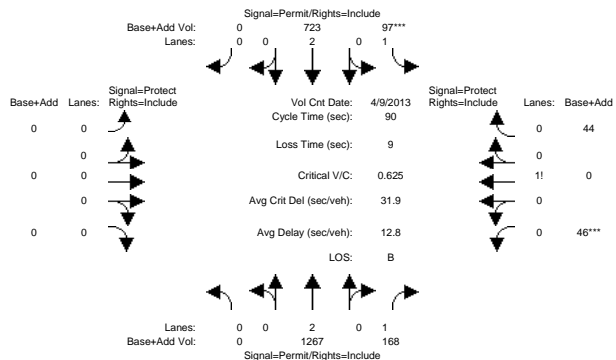 Signal=Permit/Rights=Include
Base+Add Vol: 0 723 97***
Lanes: 0 0 2 0 1
Signal=Protect Signal=Protect
Base+Add Lanes: Rights=Include Vol Cnt Date: 4/9/2013 Rights=Include Lanes: Base+Add
Cycle Time (sec): 90
0 0 0 44
Loss Time (sec): 9
0 0
0 0 Critical V/C: 0.625 1! 0
0 Avg Crit Del (sec/veh): 31.9 0
0 0 Avg Delay (sec/veh): 12.8 0 46***
LOS: B
Lanes: 0 0 2 0 1
Base+Add Vol: 0 1267 168
Signal=Permit/Rights=Include